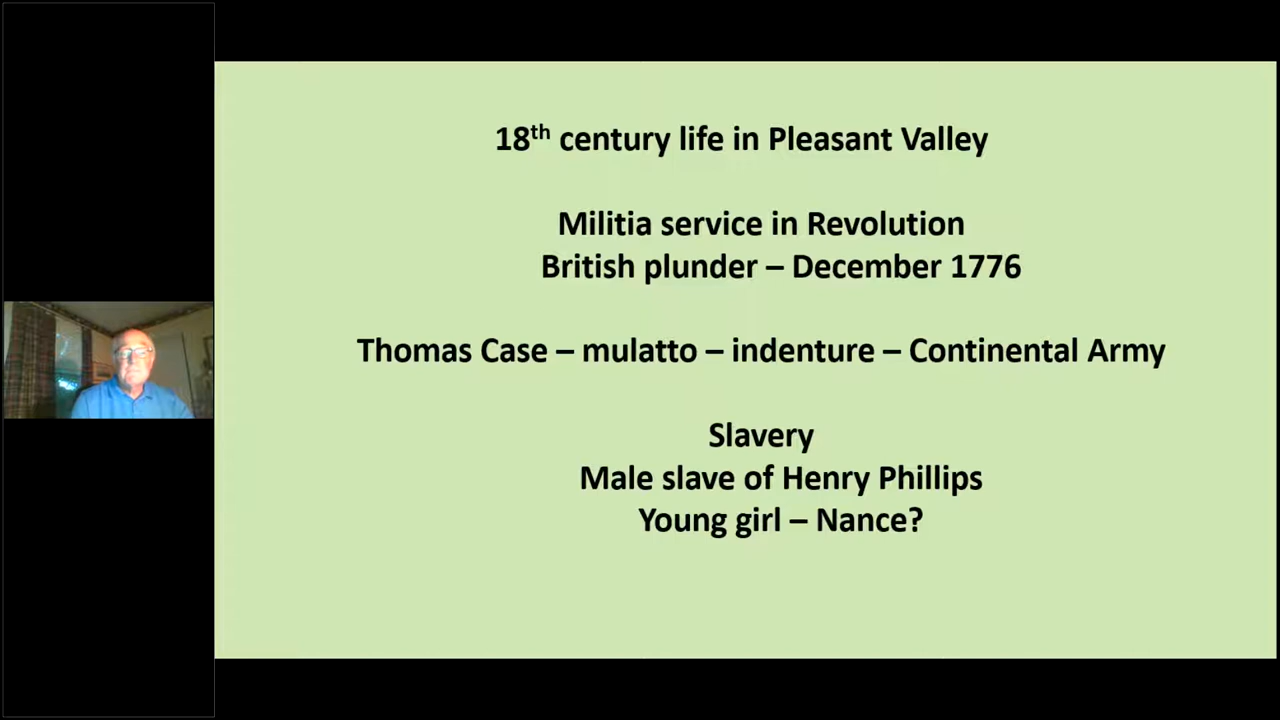 18th century life in Pleasant Valley
Militia service in Revolution
British plunder – December 1776
Thomas Case – mulatto – indenture – Continental Army
Slavery
Male slave of Henry Phillips
Young girl – Nance?